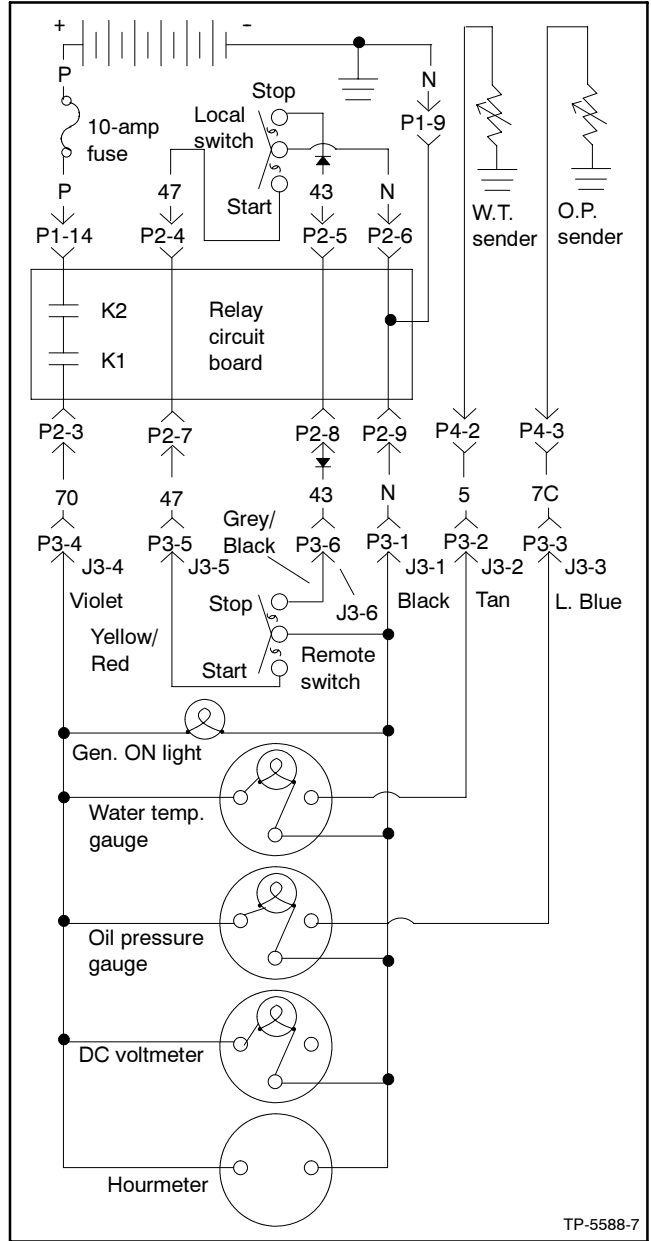 + -
P
10-amp
fuse
P
P1-14
Local
switch
Stop
Start
47
P2-4
43
P2-5
N
P2-6
N
P1-9
W.T.
sender
O.P.
sender
K2
K1
Relay
circuit
board
P2-3 P2-7 P2-8 P2-9 P4-2 P4-3
70 47 43 N 5 7C
Grey/
Black
P3-4 P3-5 P3-6 P3-1 P3-2 P3-3
J3-4 J3-5 J3-6 J3-1 J3-2 J3-3
Violet
Yellow/
Red
Black Tan L. Blue
Stop
Start
Remote
switch
Gen. ON light
Water temp.
gauge
Oil pressure
gauge
DC voltmeter
Hourmeter
TP-5588-7